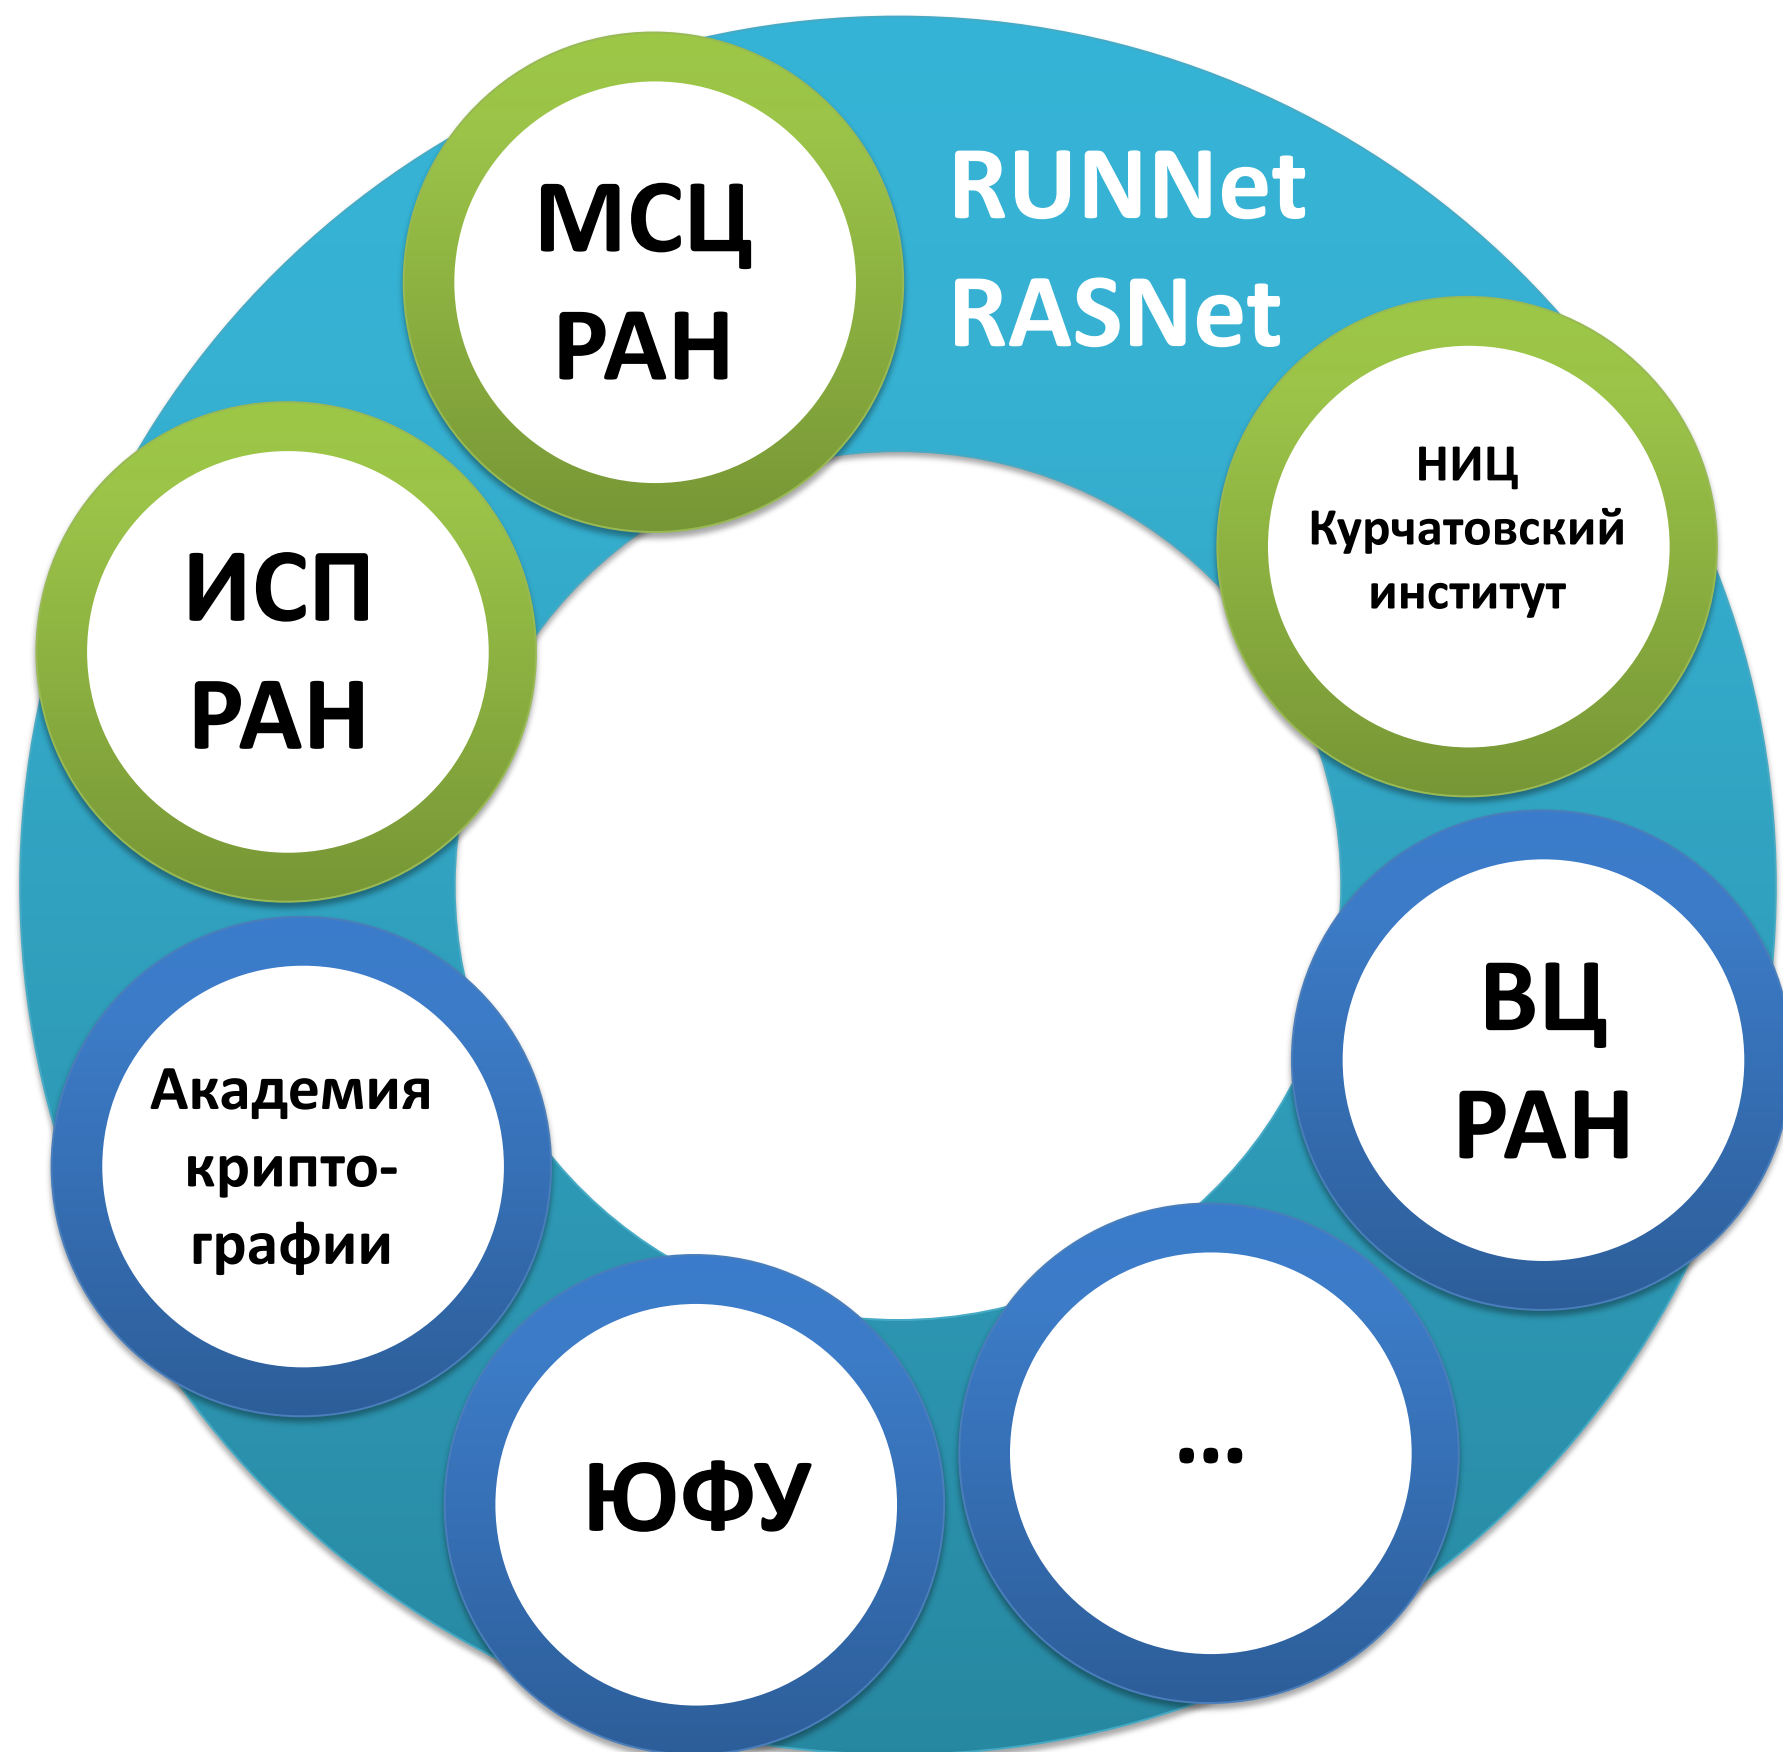 МСЦ
РАН
RUNNet
RASNet
НИЦ
Курчатовский
институт
ИСП
РАН
ВЦ
РАН
Академия
крипто-
графии
ЮФУ
...